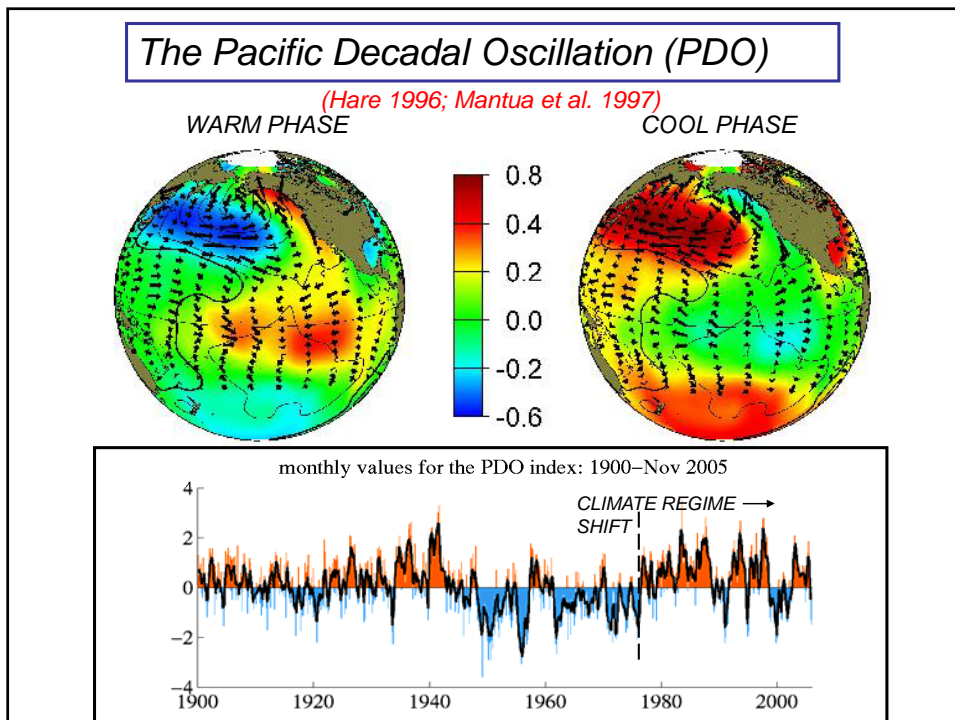 The Pacific Decadal Oscillation (PDO)
(Hare 1996; Mantua et al. 1997)
WARM PHASE
COOL PHASE
0.8
0.4
0.2
0.0
-0.2
-0.6
monthly values for the PDO index: 1900–Nov 2005
CLIMATE REGIME
SHIFT
4
2
0
−2
−4
1900
1920
1940
1960
1980
2000